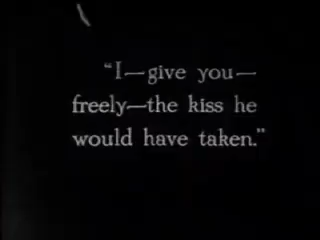 "I—give you—
freely—the kiss he
would have taken."